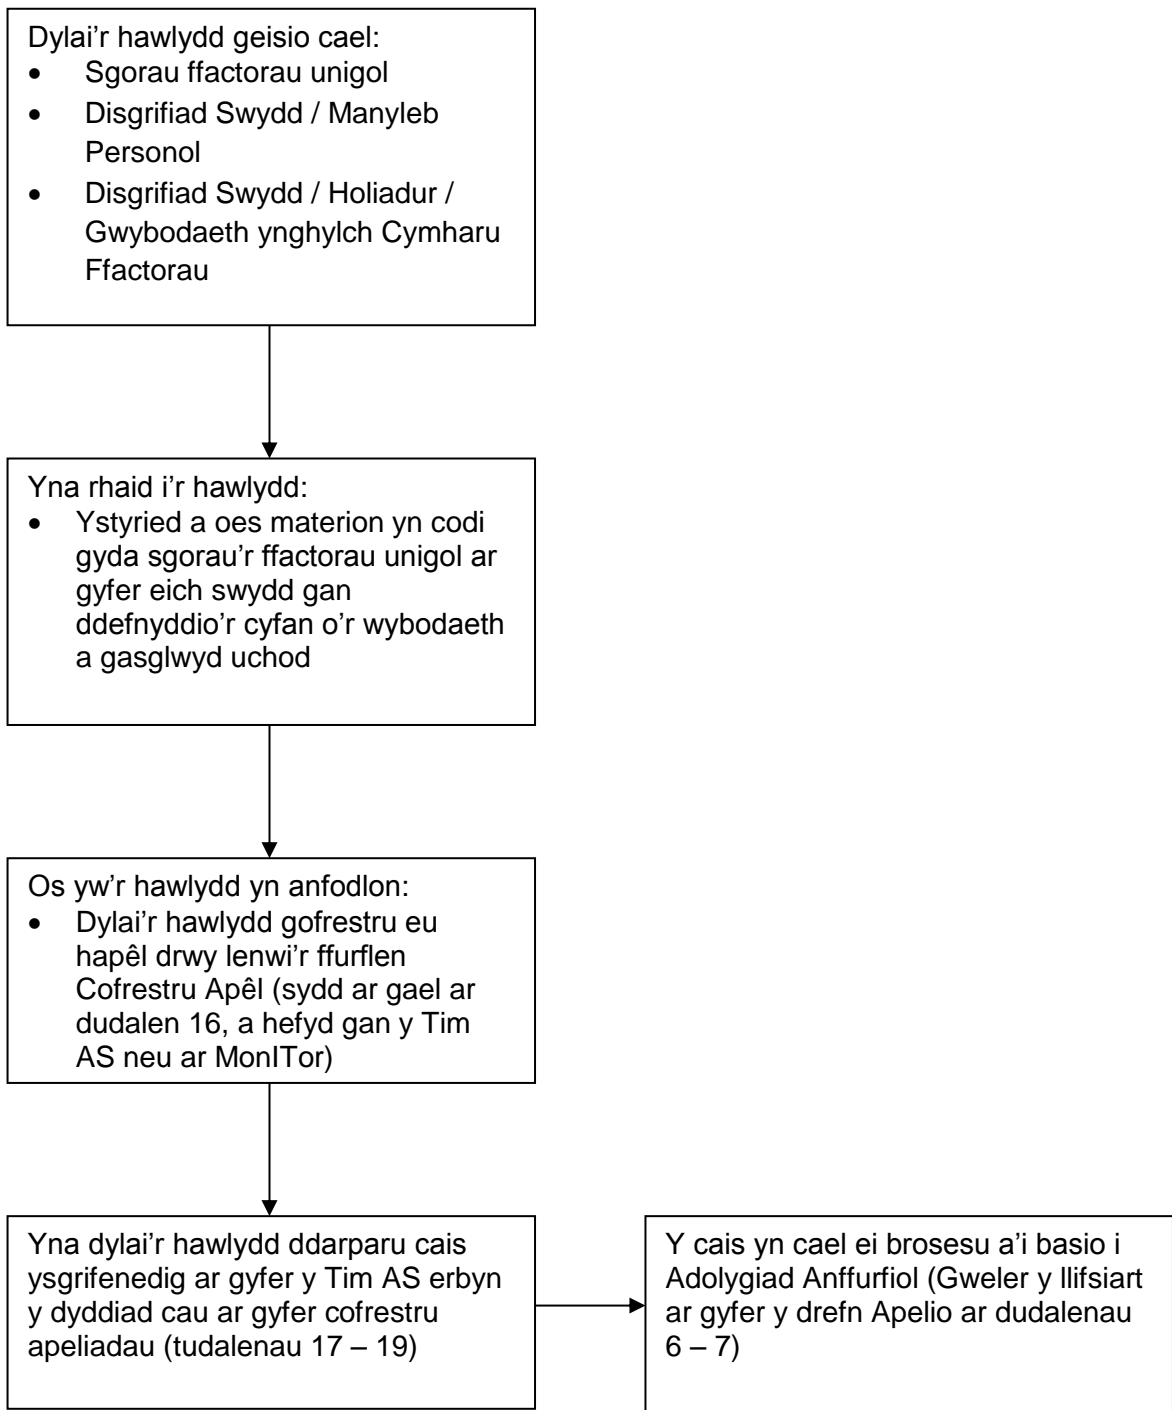 Dylai’r hawlydd geisio cael:
• Sgorau ffactorau unigol
• Disgrifiad Swydd / Manyleb
Personol
• Disgrifiad Swydd / Holiadur /
Gwybodaeth ynghylch Cymharu
Ffactorau
Yna rhaid i’r hawlydd:
• Ystyried a oes materion yn codi
gyda sgorau’r ffactorau unigol ar
gyfer eich swydd gan
ddefnyddio’r cyfan o’r wybodaeth
a gasglwyd uchod
Os yw’r hawlydd yn anfodlon:
• Dylai’r hawlydd gofrestru eu
hapêl drwy lenwi’r ffurflen
Cofrestru Apêl (sydd ar gael ar
dudalen 16, a hefyd gan y Tim
AS neu ar MonITor)
Yna dylai’r hawlydd ddarparu cais
ysgrifenedig ar gyfer y Tim AS erbyn
y dyddiad cau ar gyfer cofrestru
apeliadau (tudalenau 17 – 19)
Y cais yn cael ei brosesu a’i basio i
Adolygiad Anffurfiol (Gweler y llifsiart
ar gyfer y drefn Apelio ar dudalenau
6 – 7)